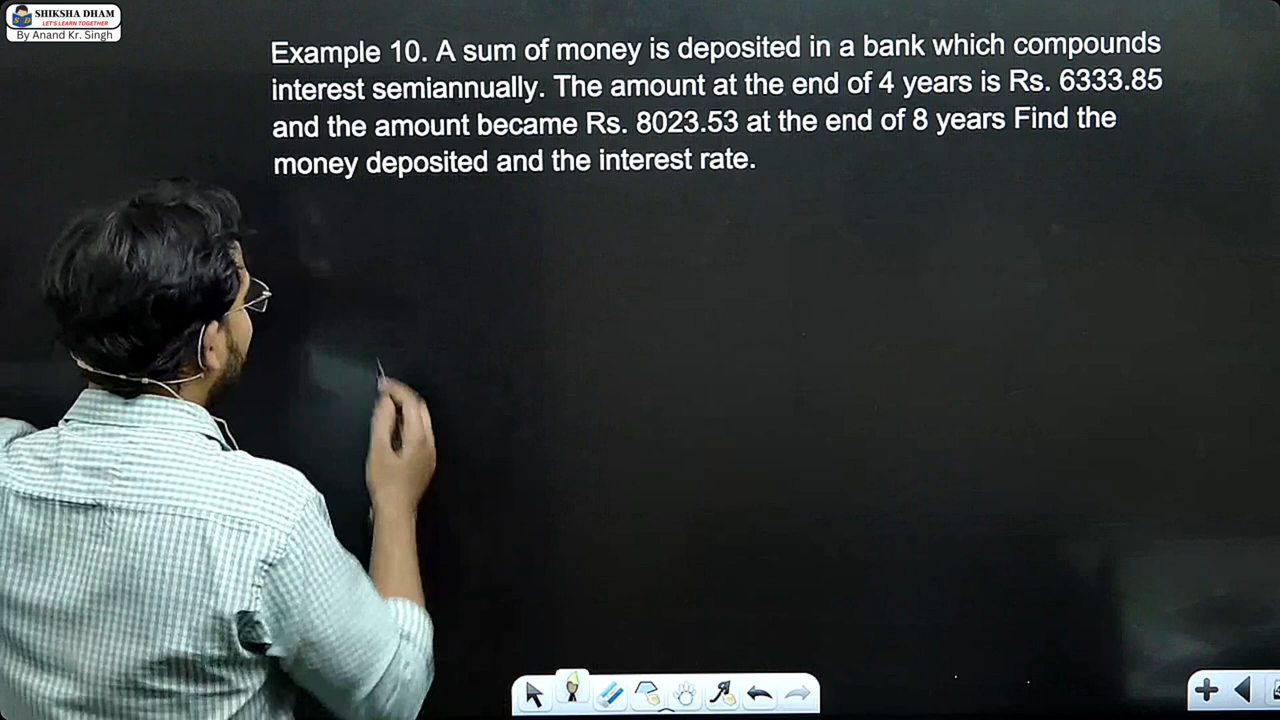 SHIKSHA DHAM
LET'S LEARN TOGETHER
By Anand Kr. Singh
Example 10. A sum of money is deposited in a bank which compounds
interest semiannually. The amount at the end of 4 years is Rs. 6333.85
and the amount became Rs. 8023.53 at the end of 8 years Find the
money deposited and the interest rate.